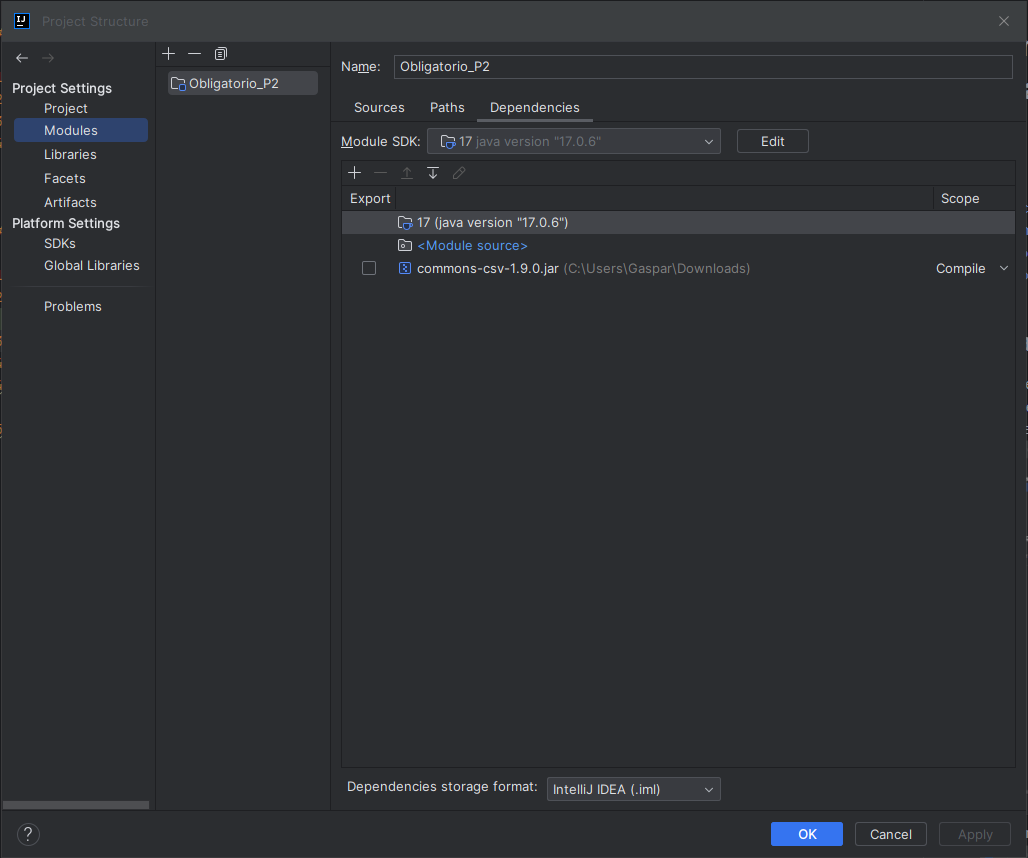 Project Structure
Project Settings
Project
Modules
Libraries
Facets
Artifacts
Platform Settings
SDKs
Global Libraries
Problems
Obligatorio_P2
Name: Obligatorio_P2
Sources Paths Dependencies
Module SDK: 17 java version "17.0.6" Edit
Export Scope
17 (java version "17.0.6")
<Module source>
commons-csv-1.9.0.jar (C:\Users\Gaspar\Downloads) Compile
Dependencies storage format: IntelliJ IDEA (.iml)
? OK Cancel Apply